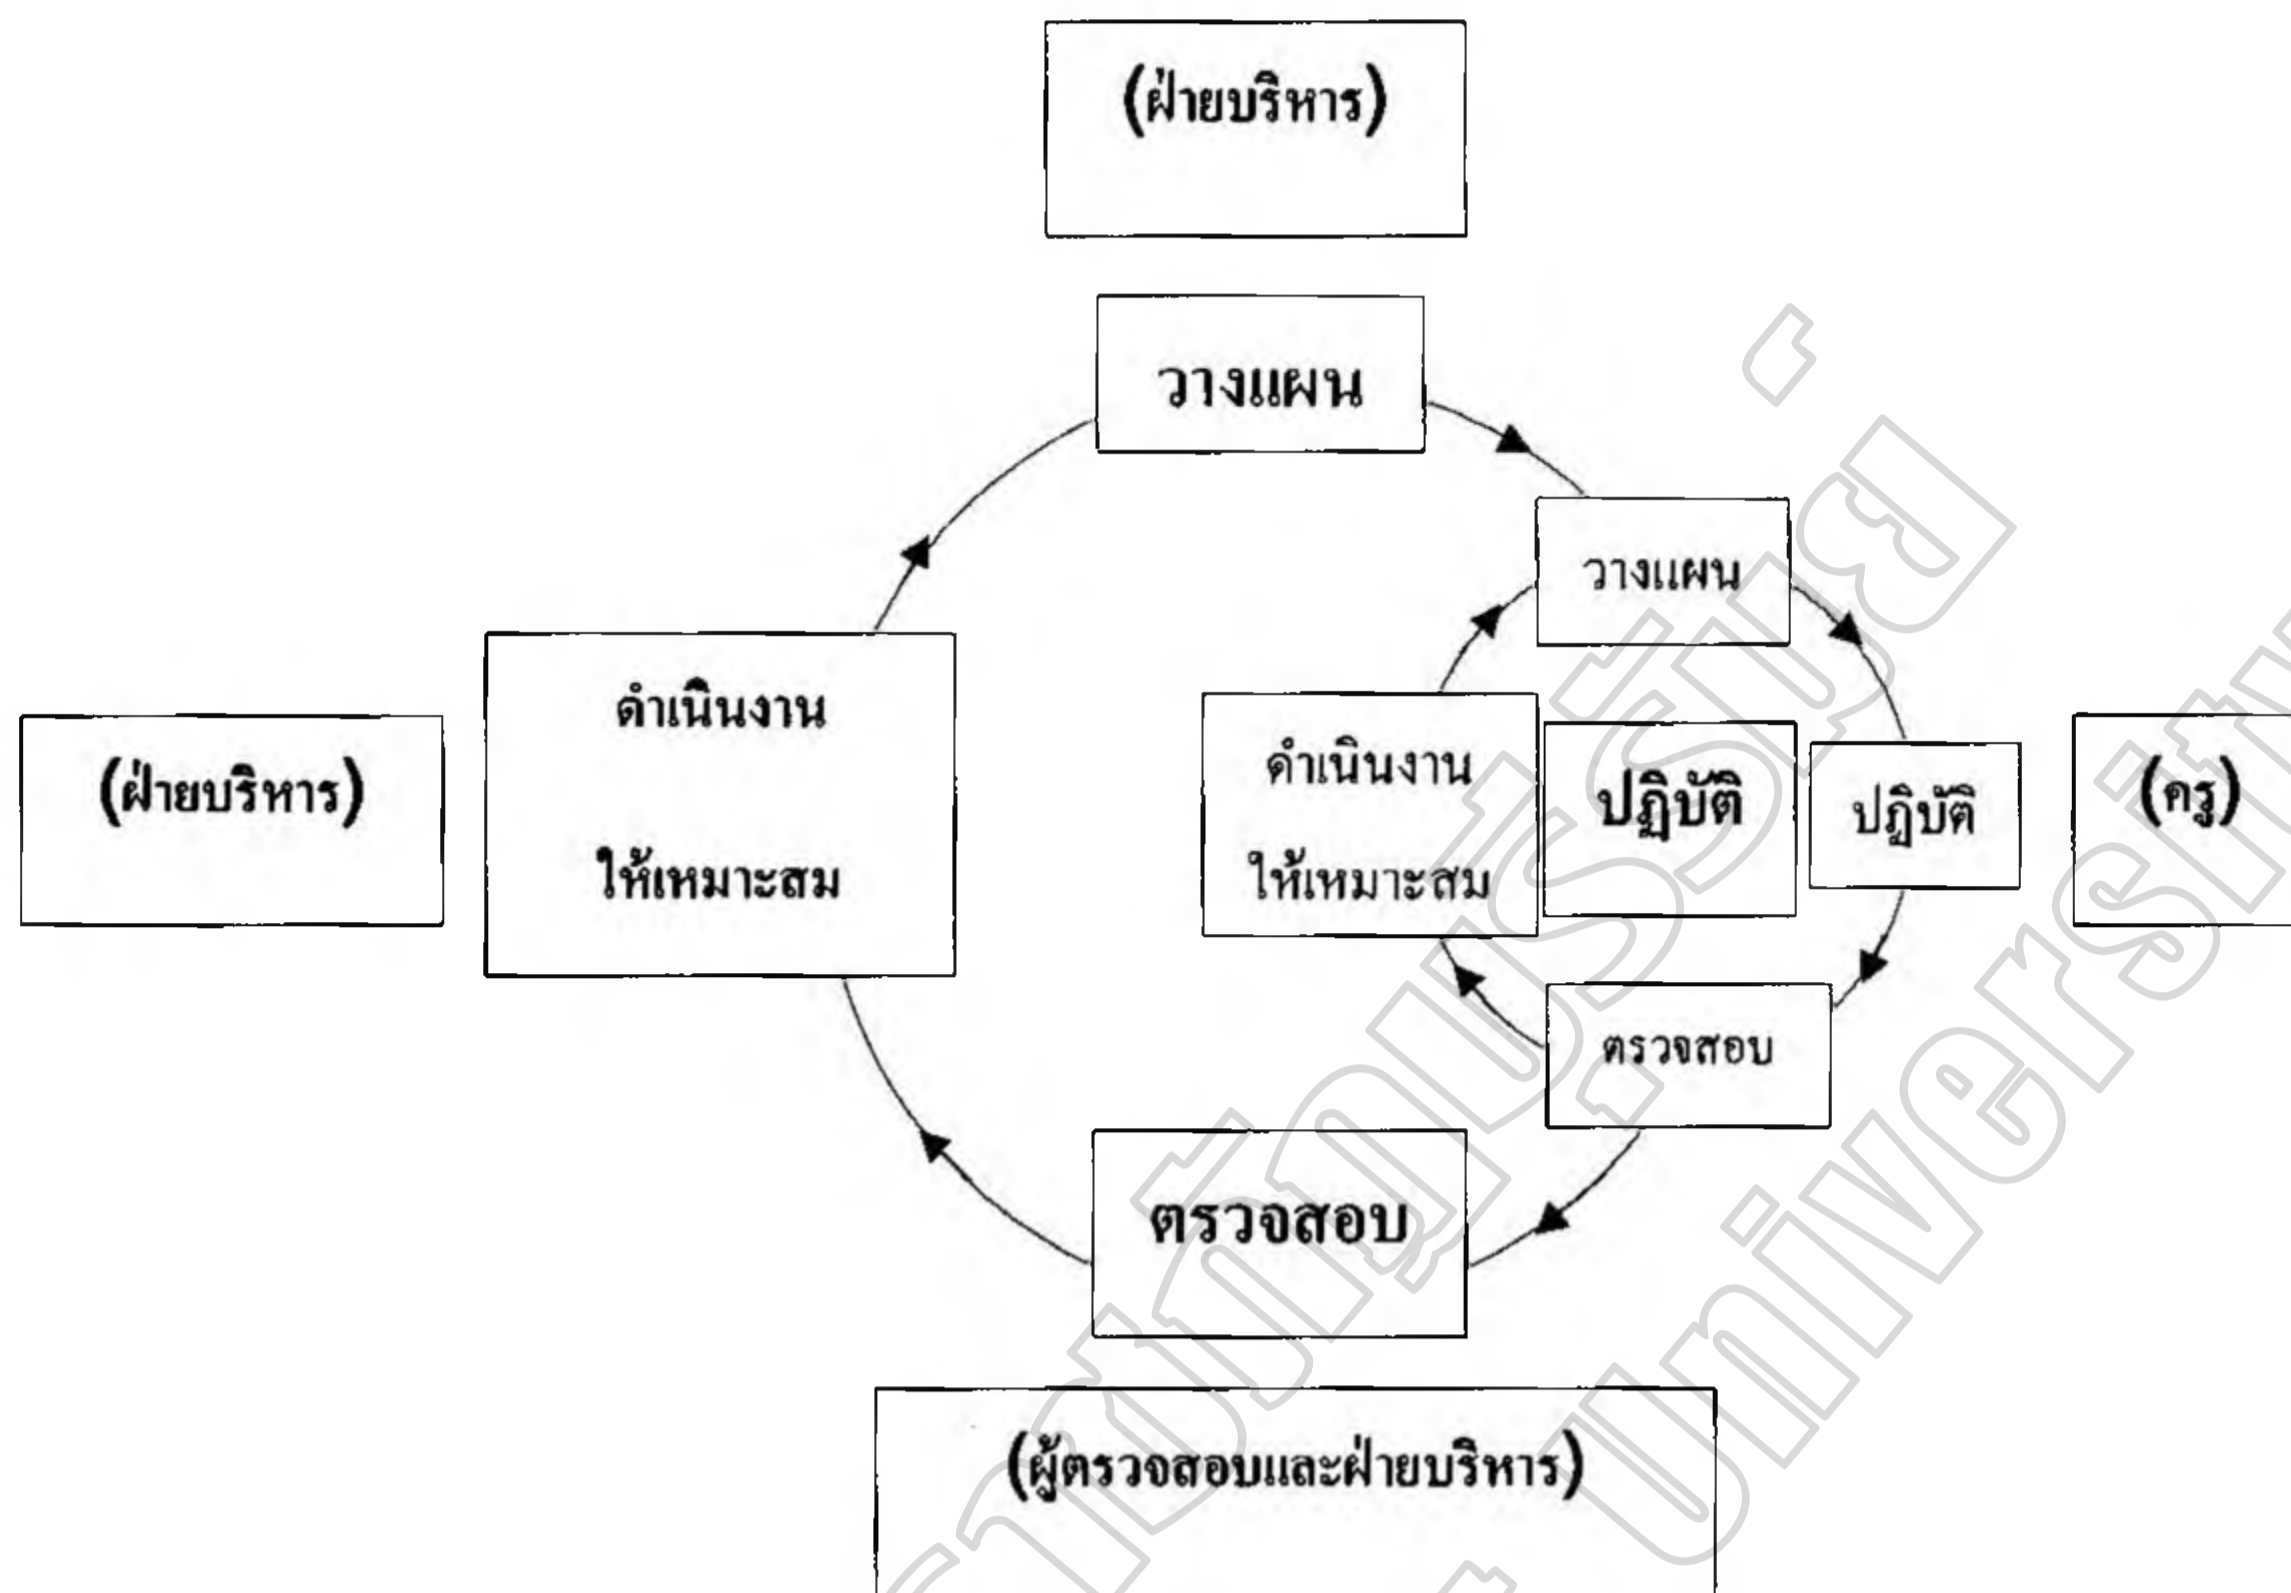 (ฝ่ายบริหาร)
วางแผน
วางแผน
(ฝ่ายบริหาร)
ดำเนินงาน
ให้เหมาะสม
ดำเนินงาน
ให้เหมาะสม
ปฏิบัติ
ปฏิบัติ
(ครู)
ตรวจสอบ
ตรวจสอบ
(ผู้ตรวจสอบและฝ่ายบริหาร)
University